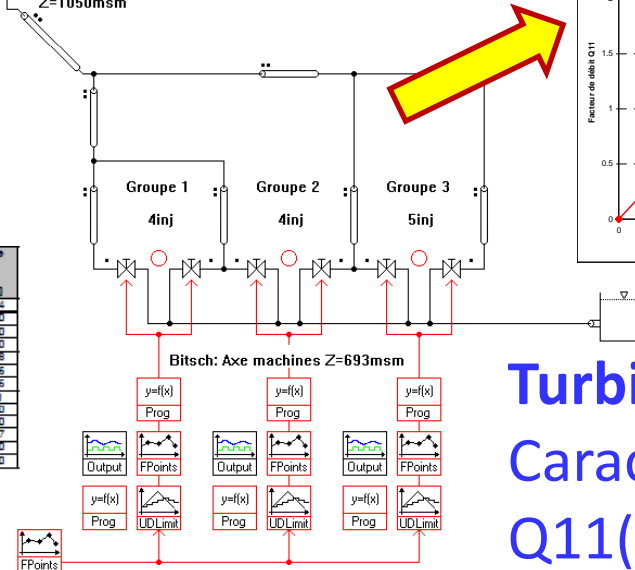 Z=1050msm
Facteur de débit Q11
1.5
1
0.5
0
0
Groupe 1
4inj
Groupe 2
4inj
Groupe 3
5inj
Bitsch: Axe machines Z=693msm
y=f(x)
Prog
y=f(x)
Prog
y=f(x)
Prog
Output
FPoints
Output
FPoints
Output
FPoints
y=f(x)
Prog
UDLimit
y=f(x)
Prog
UDLimit
y=f(x)
Prog
UDLimit
FPoints
Turbi
Carac
Q11(